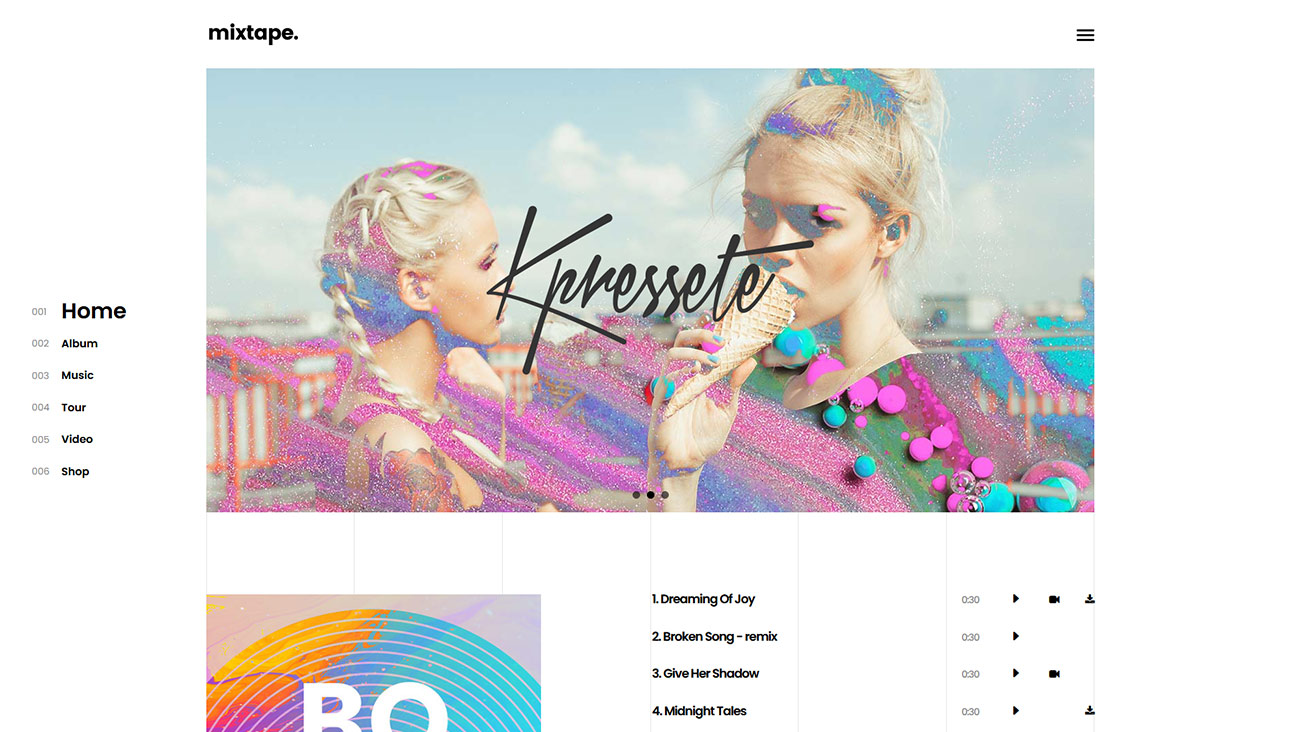 mixtape.
Kpressete
001 Home
002 Album
003 Music
004 Tour
005 Video
006 Shop
BO
1. Dreaming Of Joy 0:30
2. Broken Song - remix 0:30
3. Give Her Shadow 0:30
4. Midnight Tales 0:30